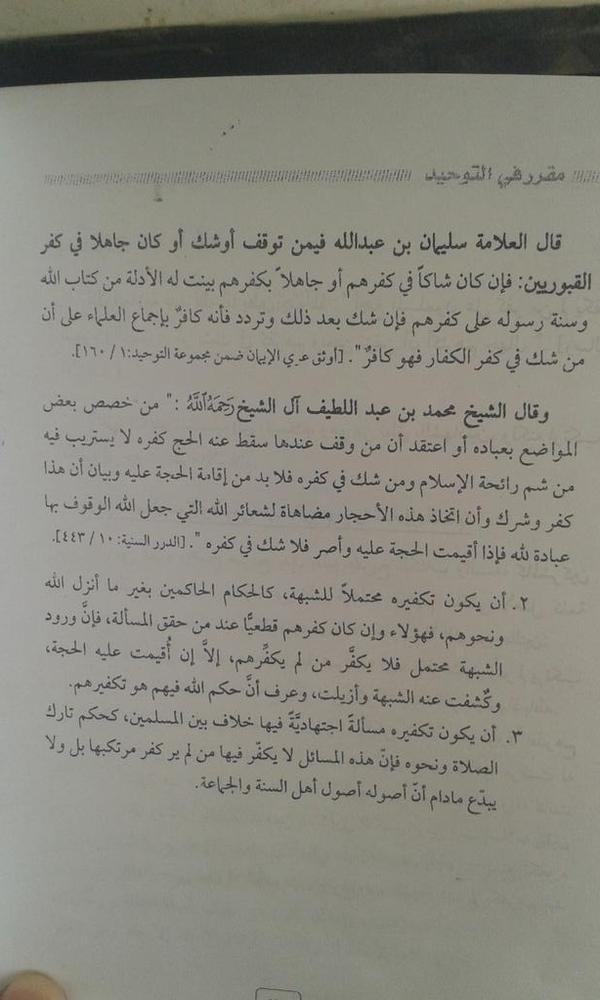 مقرر في التوحيد
قال العلامة سليمان بن عبدالله فيمن توقف أوشك أو كان جاهلا في كفر
القبوريين: فإن كان شاكاً في كفرهم أو جاهلاً بكفرهم بينت له الأدلة من كتاب الله
وسنة رسوله على كفرهم فإن شك بعد ذلك وتردد فأنه كافرٌ بإجماع العلماء على أن
من شك في كفر الكفار فهو كافرٌ". [اوثق عري الإيمان ضمن مجموعة التوحيد: ١ / ١٦٠].
وقال الشيخ محمد بن عبد اللطيف آل الشيخ رَحِمَهُ ٱللَّهُ :" من خصص بعض
المواضع بعباده أو اعتقد أن من وقف عندها سقط عنه الحج كفره لا يستريب فيه
من شم رائحة الإسلام ومن شك في كفره فلا بد من إقامة الحجة عليه وبيان أن هذا
كفر وشرك وأن اتخاذ هذه الأحجار مضاهاة لشعائر الله التي جعل الله الوقوف بها
عبادة لله فإذا أقيمت الحجة عليه وأصر فلا شك في كفره ". [الدرر السنية: ١٠ / ٤٤٣].
٢. أن يكون تكفيره محتملاً للشبهة، كالحكام الحاكمين بغير ما أنزل الله
ونحوهم، فهؤلاء وإن كان كفرهم قطعيًّا عند من حقق المسألة، فإنَّ ورود
الشبهة محتمل فلا يكفَّر من لم يكفِّرهم، إلاَّ إن أُقيمت عليه الحجة،
وكُشفت عنه الشبهة وأزيلت، وعرف أنَّ حكم الله فيهم هو تكفيرهم.
٣. أن يكون تكفيره مسألةً اجتهاديَّةً فيها خلاف بين المسلمين، كحكم تارك
الصلاة ونحوه فإنّ هذه المسائل لا يكفّر فيها من لم ير كفر مرتكبها بل ولا
يبدّع مادام أنّ أصوله أصول أهل السنة والجماعة.